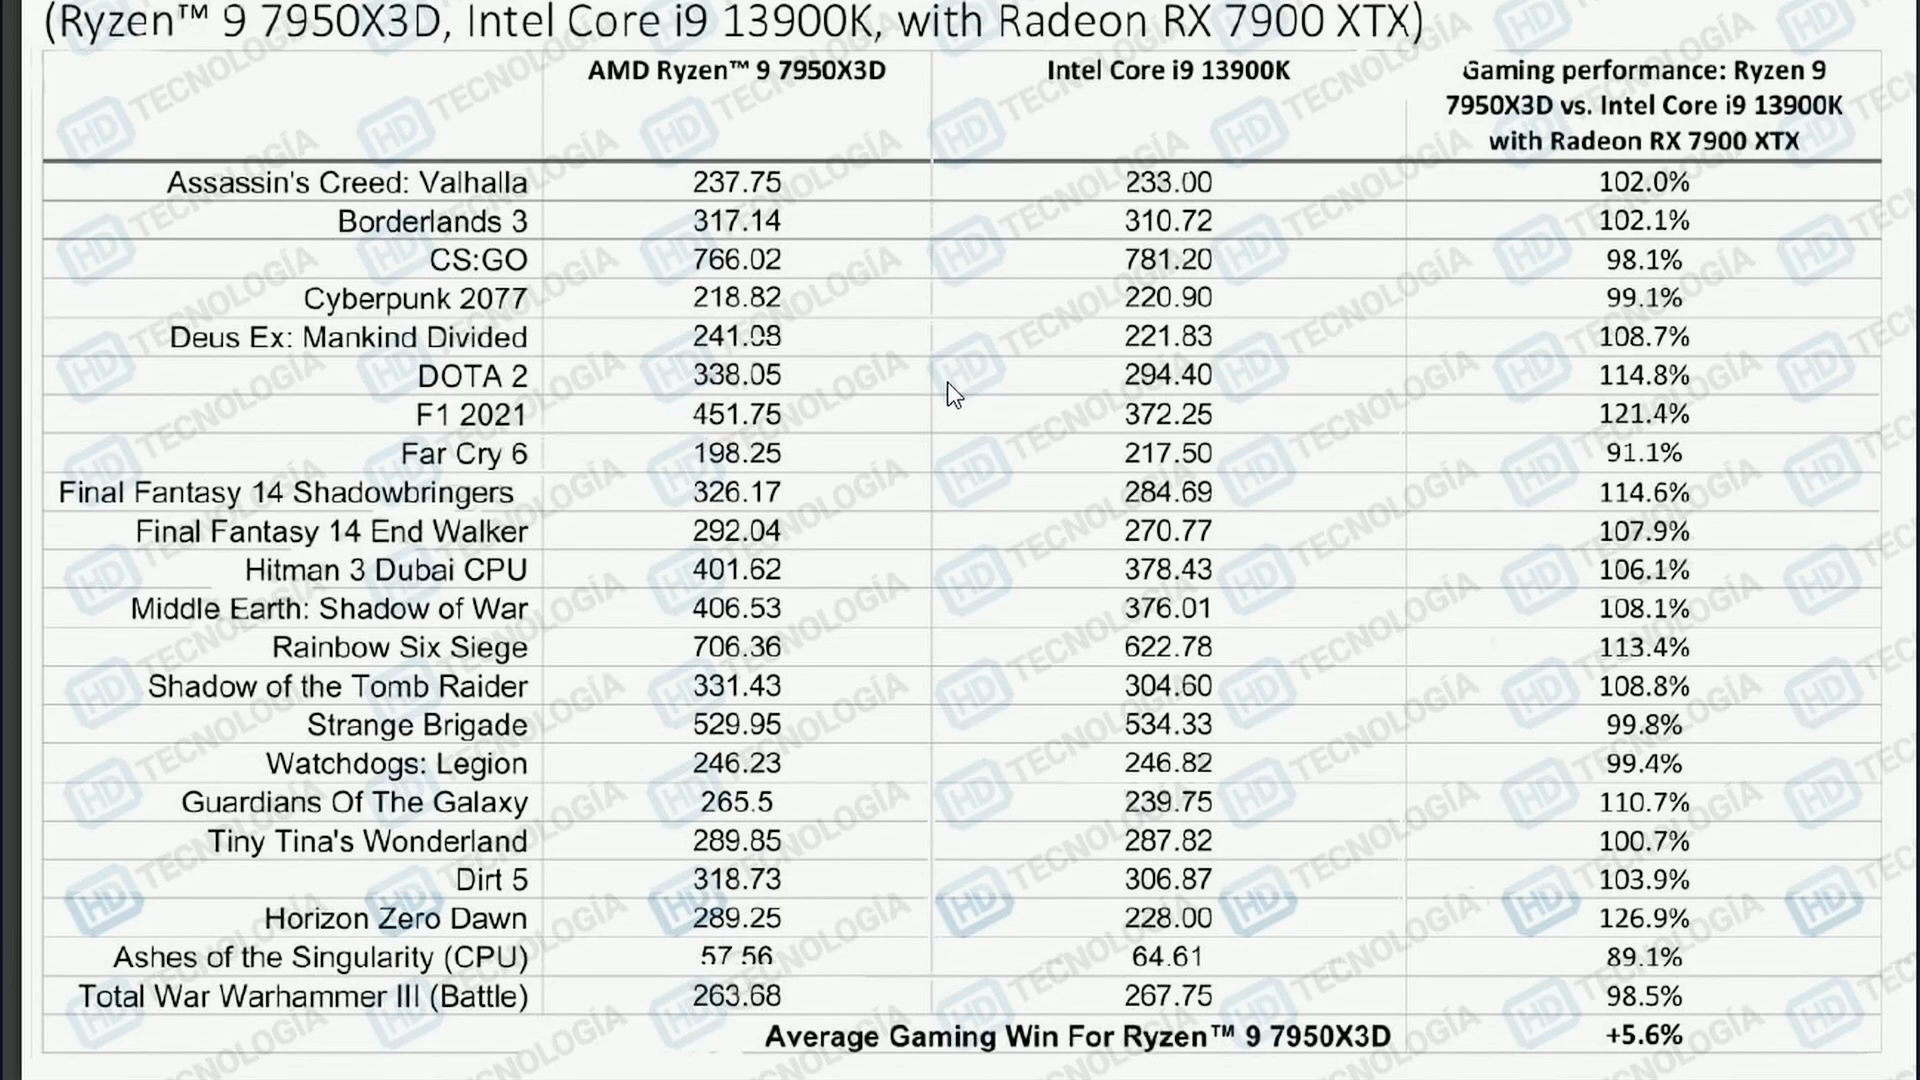 (Ryzen™ 9 7950X3D, Intel Core i9 13900K, with Radeon RX 7900 XTX)
AMD Ryzen™ 9 7950X3D Intel Core i9 13900K Gaming performance: Ryzen 9
7950X3D vs. Intel Core i9 13900K
with Radeon RX 7900 XTX
Assassin's Creed: Valhalla 237.75 233.00 102.0%
Borderlands 3 317.14 310.72 102.1%
CS:GO 766.02 781.20 98.1%
Cyberpunk 2077 218.82 220.90 99.1%
Deus Ex: Mankind Divided 241.08 221.83 108.7%
DOTA 2 338.05 294.40 114.8%
F1 2021 451.75 372.25 121.4%
Far Cry 6 198.25 217.50 91.1%
Final Fantasy 14 Shadowbringers 326.17 284.69 114.6%
Final Fantasy 14 End Walker 292.04 270.77 107.9%
Hitman 3 Dubai CPU 401.62 378.43 106.1%
Middle Earth: Shadow of War 406.53 376.01 108.1%
Rainbow Six Siege 706.36 622.78 113.4%
Shadow of the Tomb Raider 331.43 304.60 108.8%
Strange Brigade 529.95 534.33 99.8%
Watchdogs: Legion 246.23 246.82 99.4%
Guardians Of The Galaxy 265.5 239.75 110.7%
Tiny Tina's Wonderland 289.85 287.82 100.7%
Dirt 5 318.73 306.87 103.9%
Horizon Zero Dawn 289.25 228.00 126.9%
Ashes of the Singularity (CPU) 57.56 64.61 89.1%
Total War Warhammer III (Battle) 263.68 267.75 98.5%
Average Gaming Win For Ryzen™ 9 7950X3D +5.6%
HD TECNOLOGÍA